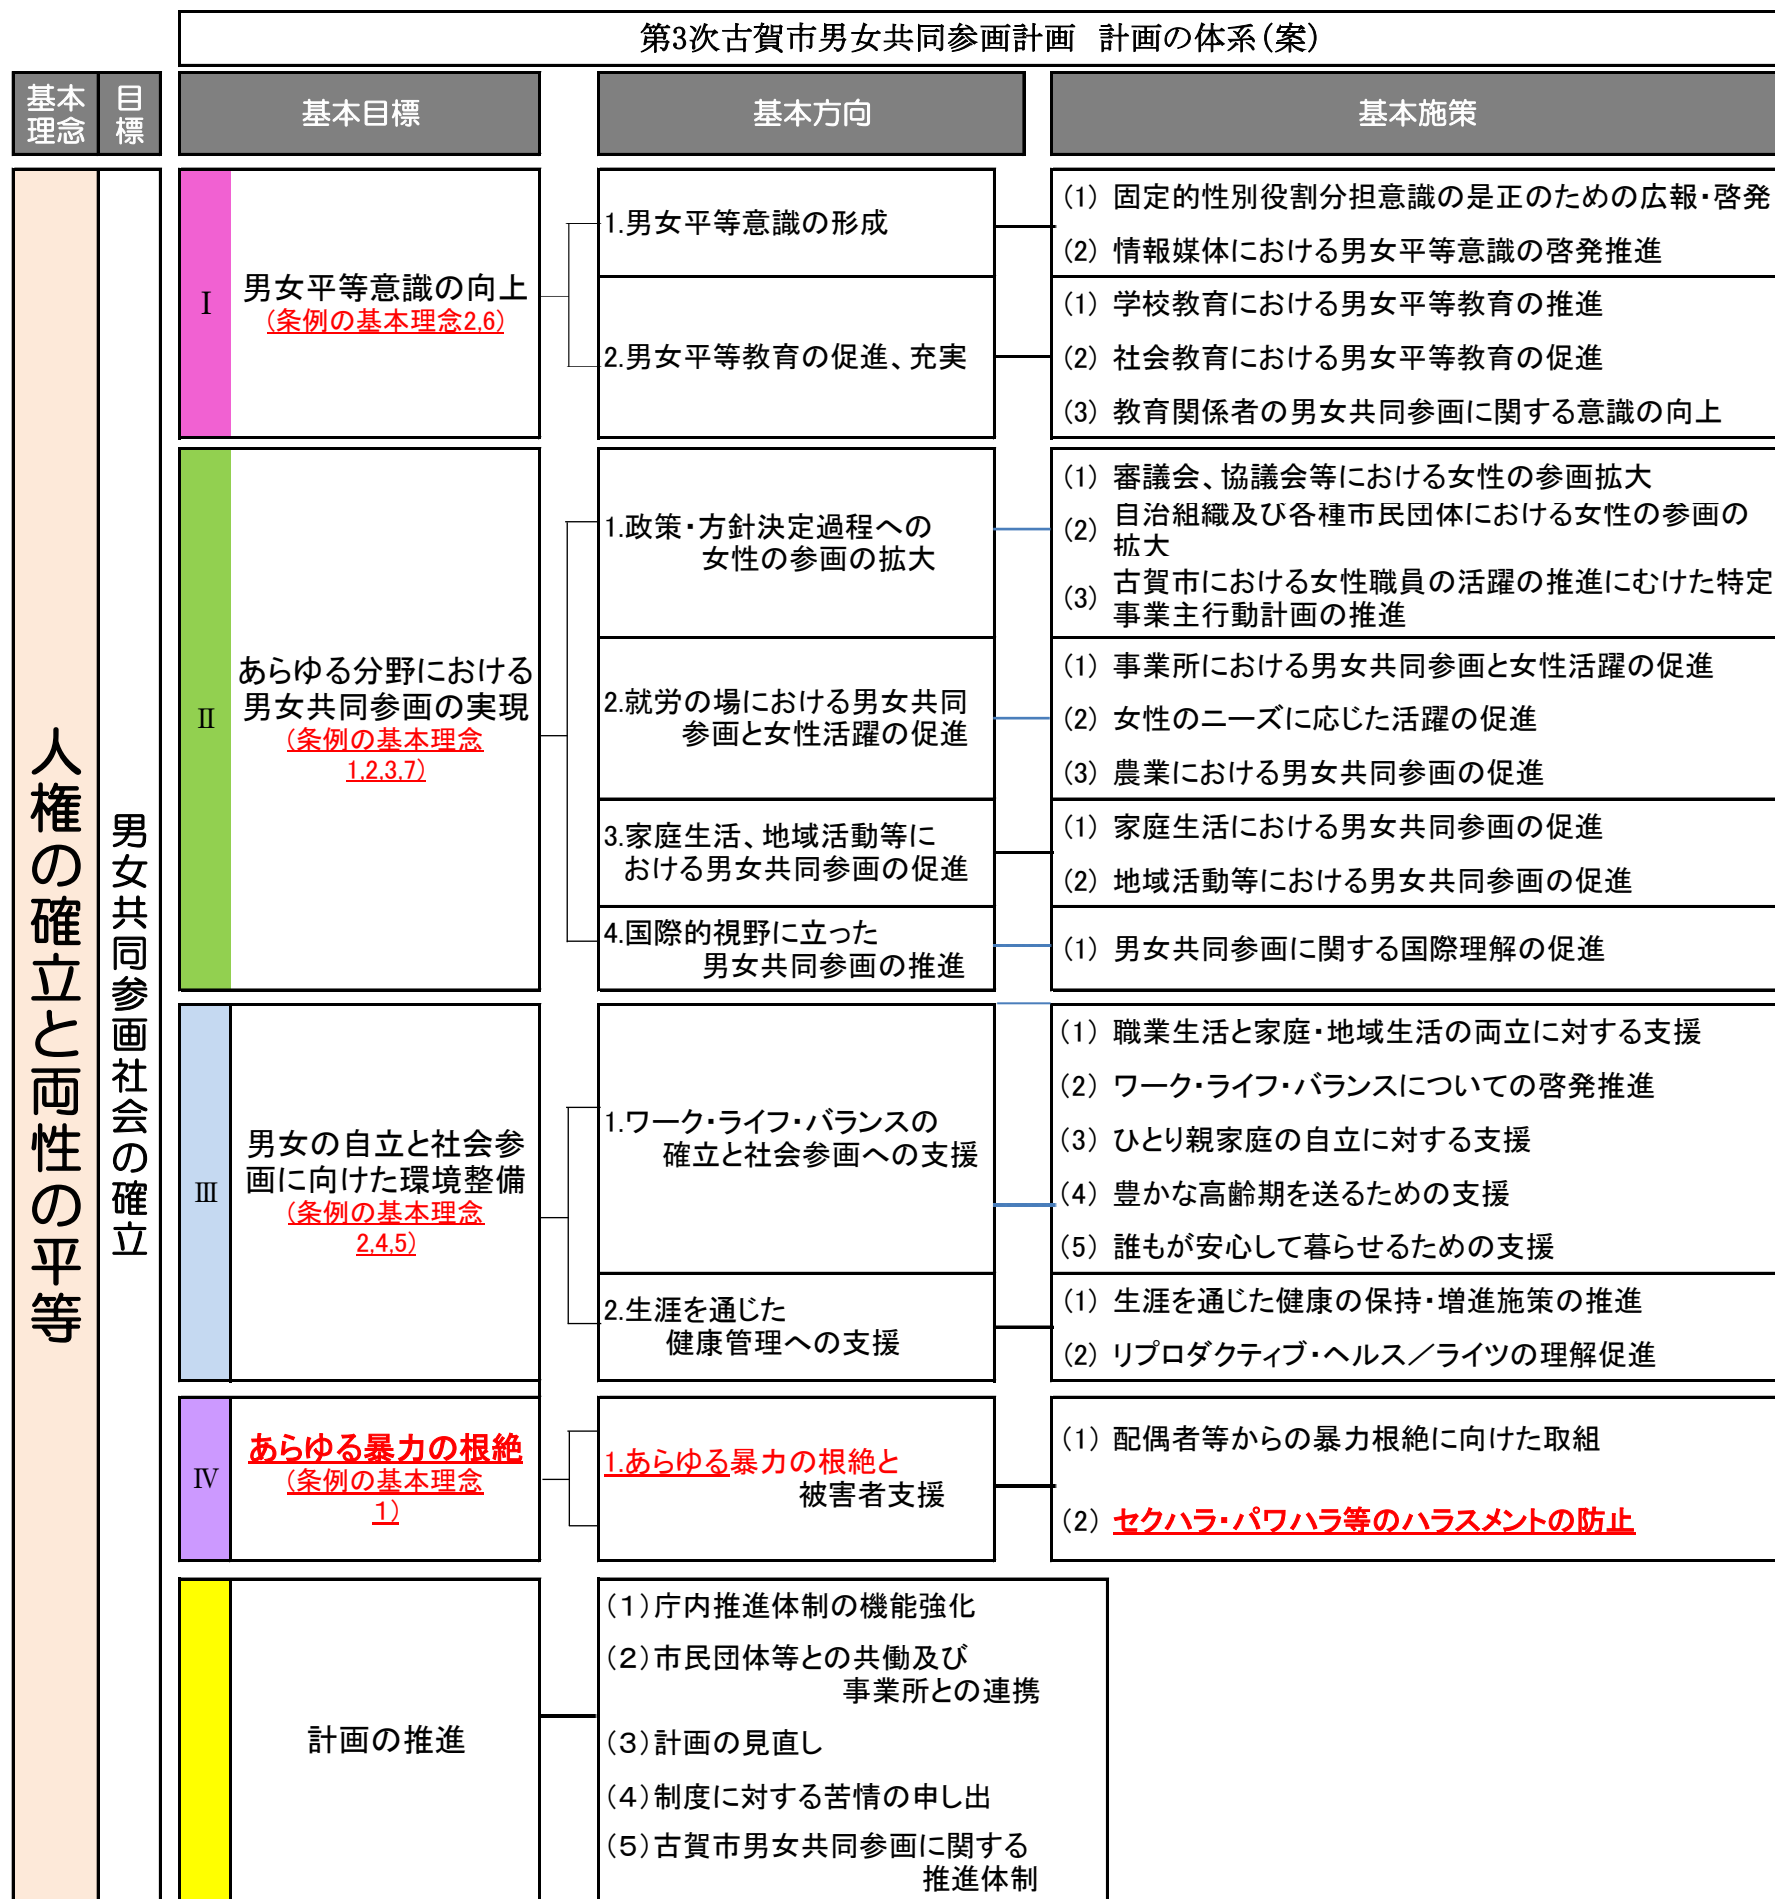 第3次古賀市男女共同参画計画 計画の体系(案)
基本
理念
目
標
基本目標
基本方向
基本施策
人権の確立と両性の平等
男女共同参画社会の確立
Ⅰ
男女平等意識の向上
(条例の基本理念2,6)
1.男女平等意識の形成
(1) 固定的性別役割分担意識の是正のための広報・啓発
(2) 情報媒体における男女平等意識の啓発推進
2.男女平等教育の促進、充実
(1) 学校教育における男女平等教育の推進
(2) 社会教育における男女平等教育の促進
(3) 教育関係者の男女共同参画に関する意識の向上
Ⅱ
あらゆる分野における
男女共同参画の実現
(条例の基本理念
1,2,3,7)
1.政策・方針決定過程への
女性の参画の拡大
(1) 審議会、協議会等における女性の参画拡大
(2) 自治組織及び各種市民団体における女性の参画の
拡大
(3) 古賀市における女性職員の活躍の推進にむけた特定
事業主行動計画の推進
2.就労の場における男女共同
参画と女性活躍の促進
(1) 事業所における男女共同参画と女性活躍の促進
(2) 女性のニーズに応じた活躍の促進
(3) 農業における男女共同参画の促進
3.家庭生活、地域活動等に
おける男女共同参画の促進
(1) 家庭生活における男女共同参画の促進
(2) 地域活動等における男女共同参画の促進
4.国際的視野に立った
男女共同参画の推進
(1) 男女共同参画に関する国際理解の促進
Ⅲ
男女の自立と社会参
画に向けた環境整備
(条例の基本理念
2,4,5)
1.ワーク・ライフ・バランスの
確立と社会参画への支援
(1) 職業生活と家庭・地域生活の両立に対する支援
(2) ワーク・ライフ・バランスについての啓発推進
(3) ひとり親家庭の自立に対する支援
(4) 豊かな高齢期を送るための支援
(5) 誰もが安心して暮らせるための支援
2.生涯を通じた
健康管理への支援
(1) 生涯を通じた健康の保持・増進施策の推進
(2) リプロダクティブ・ヘルス／ライツの理解促進
Ⅳ
あらゆる暴力の根絶
(条例の基本理念
１)
1.あらゆる暴力の根絶と
被害者支援
(1) 配偶者等からの暴力根絶に向けた取組
(2) セクハラ・パワハラ等のハラスメントの防止
計画の推進
(１)庁内推進体制の機能強化
(２)市民団体等との共働及び
事業所との連携
(３)計画の見直し
(４)制度に対する苦情の申し出
(５)古賀市男女共同参画に関する
推進体制